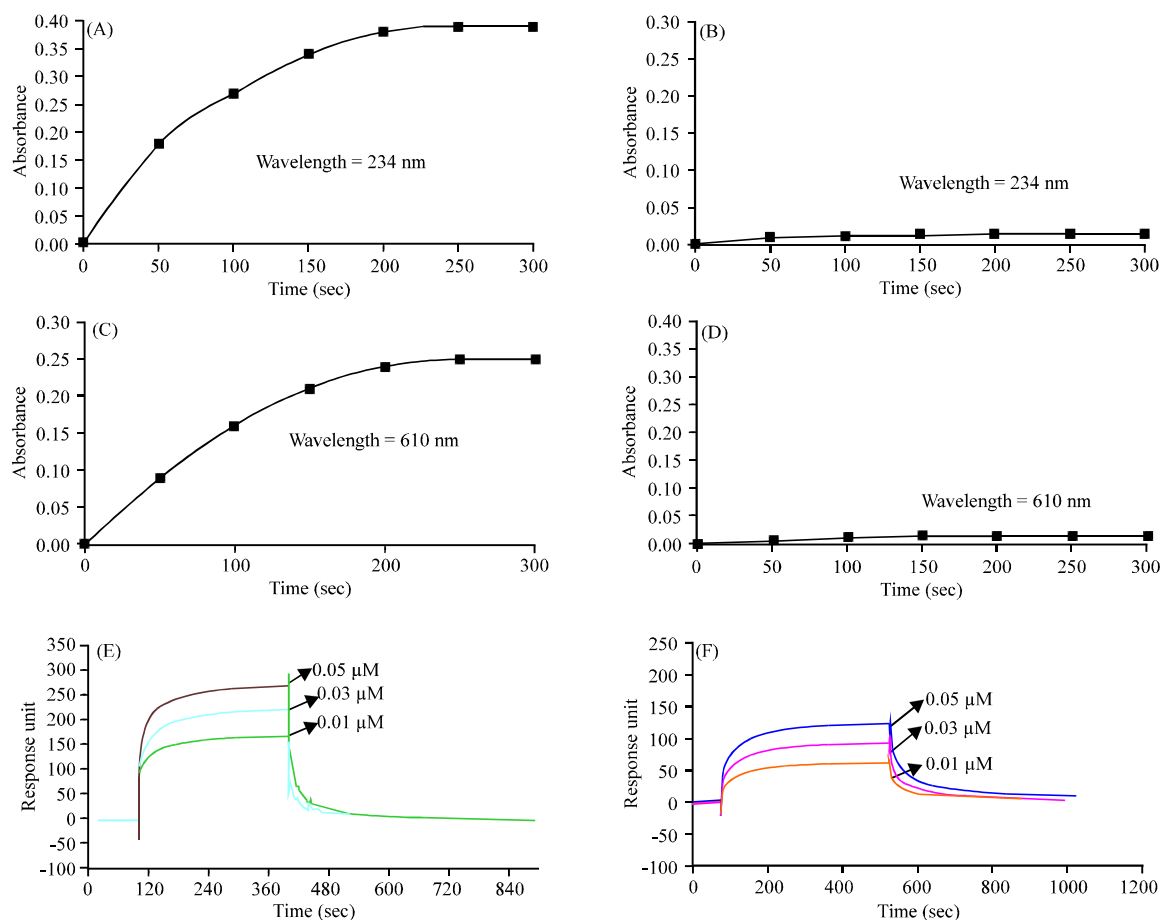 (A)
Absorbance
0.40
0.35
0.30
0.25
0.20
0.15
0.10
0.05
0.00
Wavelength = 234 nm
0 50 100 150 200 250 300
Time (sec)
(B)
Absorbance
0.30
0.25
0.20
0.15
0.10
0.05
0.00
Wavelength = 234 nm
0 50 100 150 200 250 300
Time (sec)
(C)
Absorbance
0.30
0.25
0.20
0.15
0.10
0.05
0.00
Wavelength = 610 nm
0 100 200 300
Time (sec)
(D)
Absorbance
0.40
0.35
0.30
0.25
0.20
0.15
0.10
0.05
0.00
Wavelength = 610 nm
0 50 100 150 200 250 300
Time (sec)
(E)
Response unit
350
300
250
200
150
100
50
0
-50
-100
0.05 µM
0.03 µM
0.01 µM
0 120 240 360 480 600 720 840
Time (sec)
(F)
Response unit
250
200
150
100
50
0
-50
-100
0.05 µM
0.03 µM
0.01 µM
0 200 400 600 800 1000 1200
Time (sec)